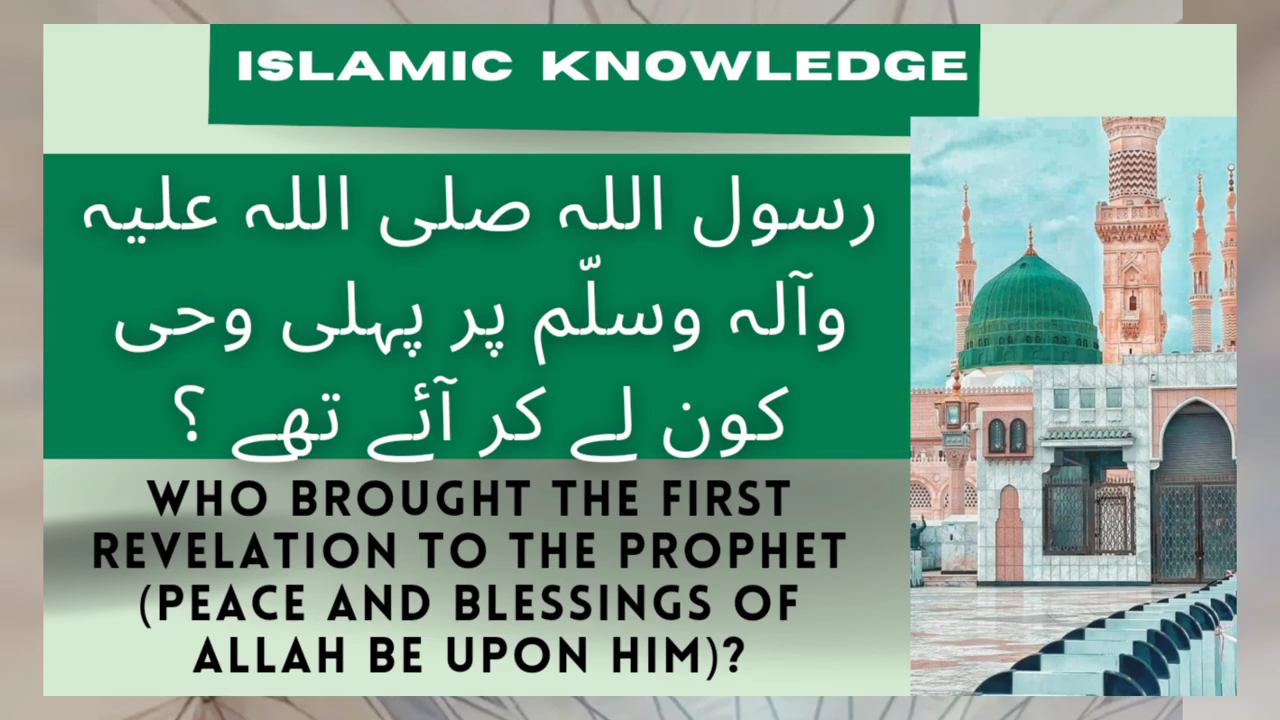 ISLAMIC KNOWLEDGE
رسول اللہ صلی اللہ علیہ
وآلہ وسلّم پر پہلی وحی
کون لے کر آئے تھے ؟
WHO BROUGHT THE FIRST
REVELATION TO THE PROPHET
(PEACE AND BLESSINGS OF
ALLAH BE UPON HIM)?